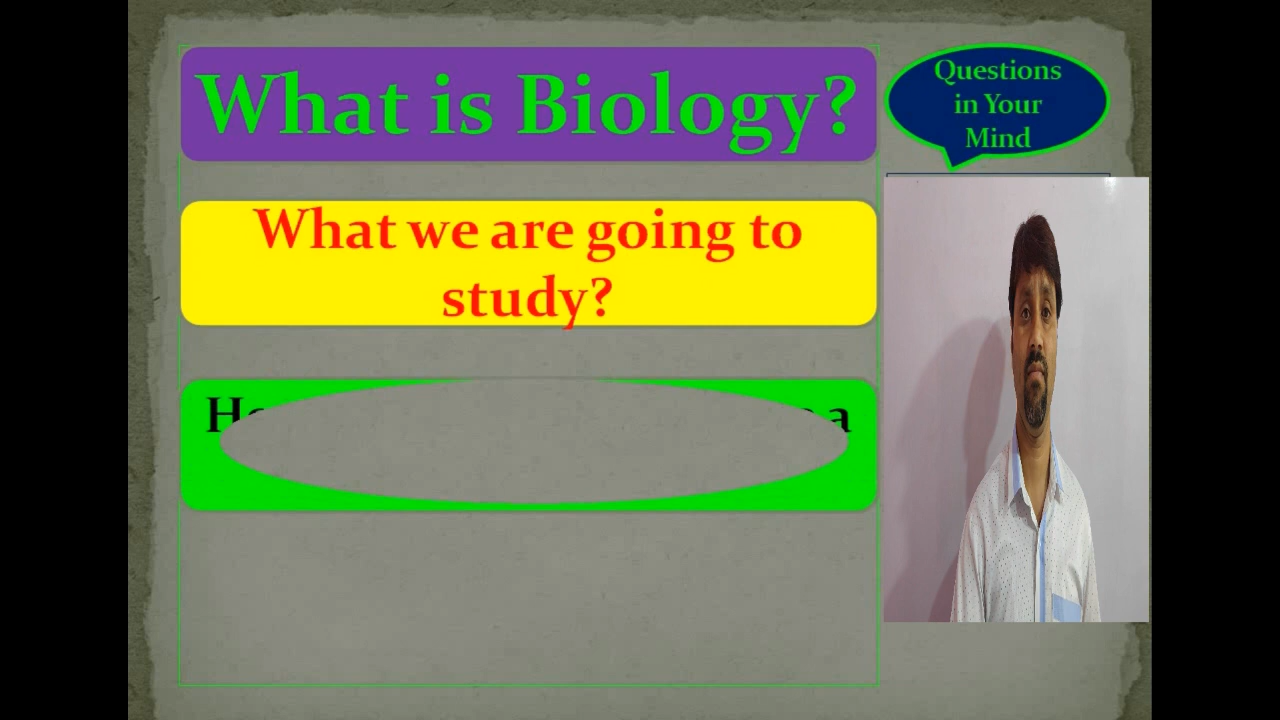 What is Biology?
Questions
in Your
Mind
What we are going to
study?
a